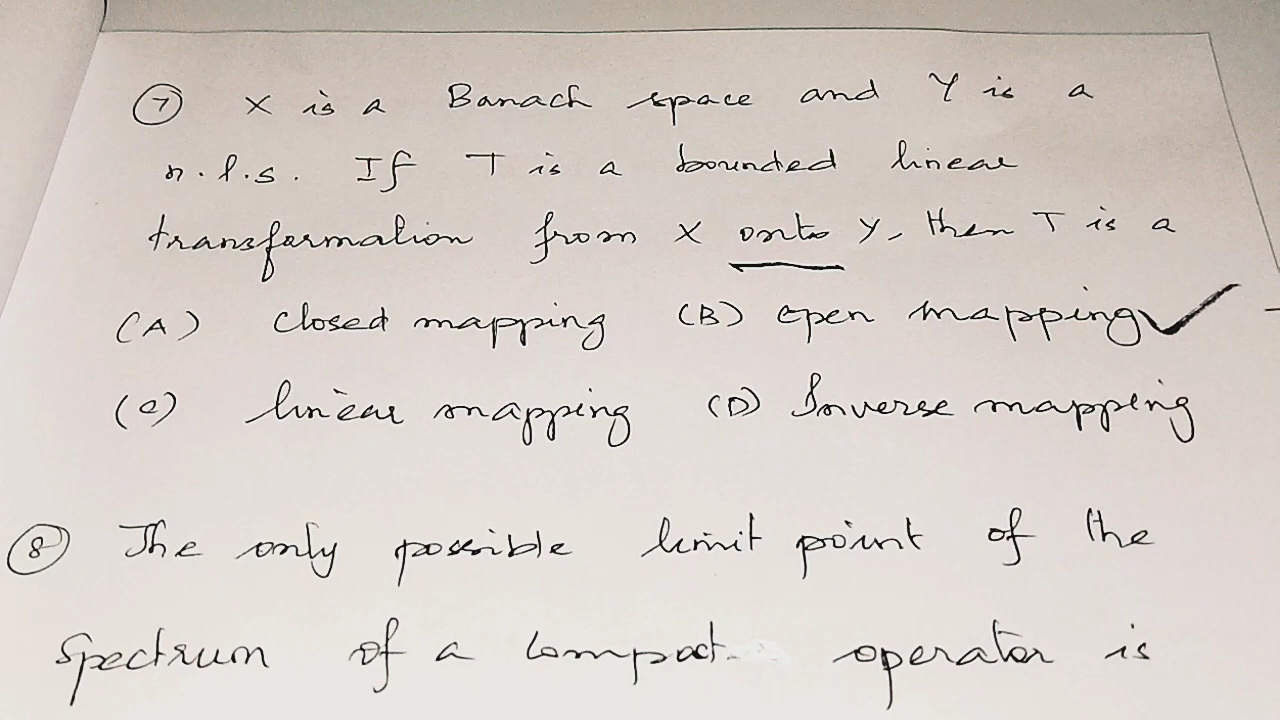 7 X is a Banach space and Y is a
n.l.s. If T is a bounded linear
transformation from X onto Y, then T is a
(A) closed mapping (B) open mapping ✓
(C) linear mapping (D) Inverse mapping
8 The only possible limit point of the
spectrum of a compact operator is